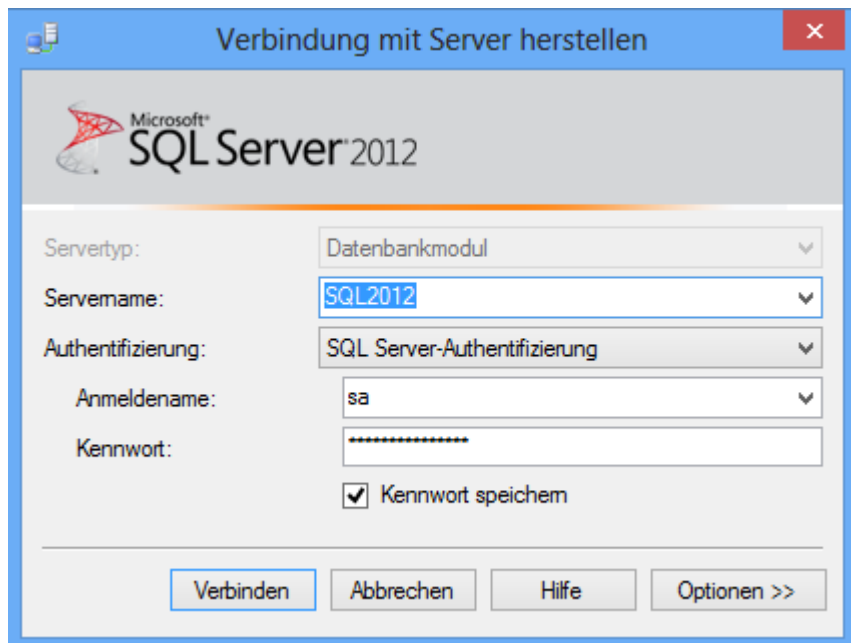 Verbindung mit Server herstellen
Microsoft
SQL Server 2012
Servertyp: Datenbankmodul
Servername: SQL2012
Authentifizierung: SQL Server-Authentifizierung
Anmeldename: sa
Kennwort: ***************
Kennwort speichern
Verbinden Abbrechen Hilfe Optionen >>